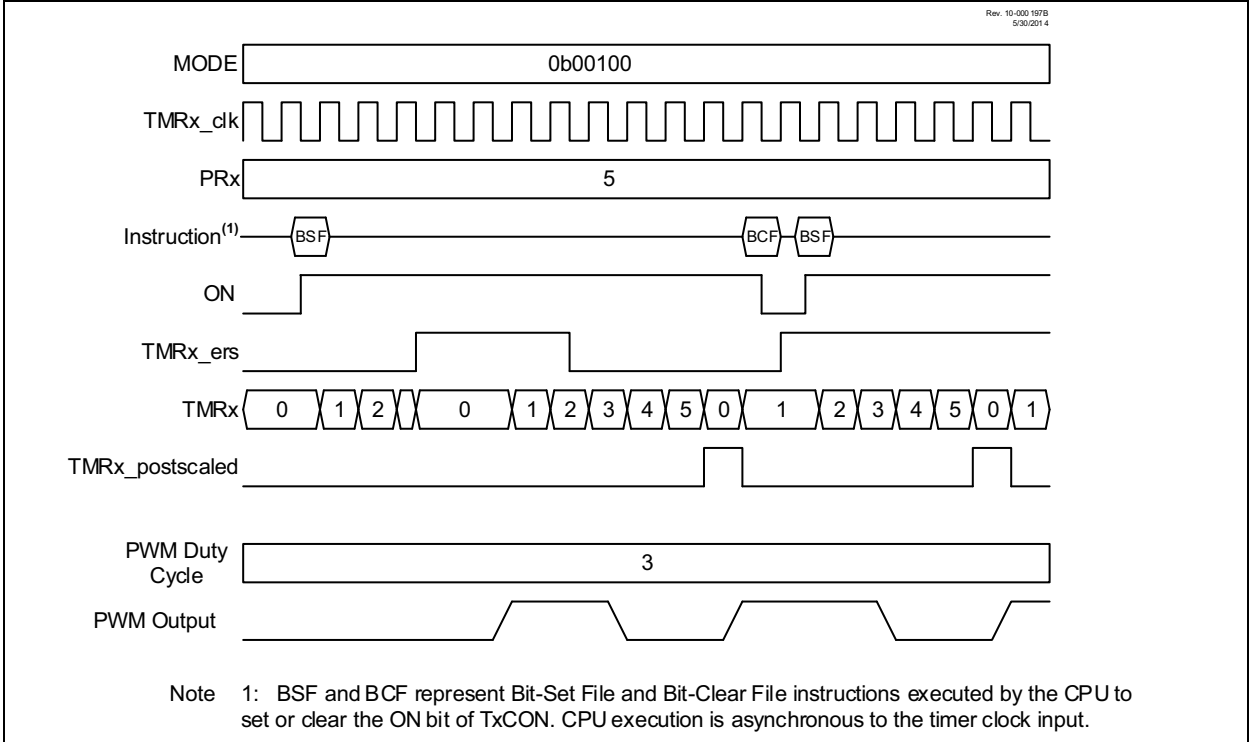 Rev. 10-000 197B
5/30/201 4
MODE 0b00100
TMRx_clk
PRx 5
Instruction(1) BSF BCF BSF
ON
TMRx_ers
TMRx 0 1 2 0 1 2 3 4 5 0 1 2 3 4 5 0 1
TMRx_postscaled
PWM Duty
Cycle 3
PWM Output
Note 1: BSF and BCF represent Bit-Set File and Bit-Clear File instructions executed by the CPU to
set or clear the ON bit of TxCON. CPU execution is asynchronous to the timer clock input.